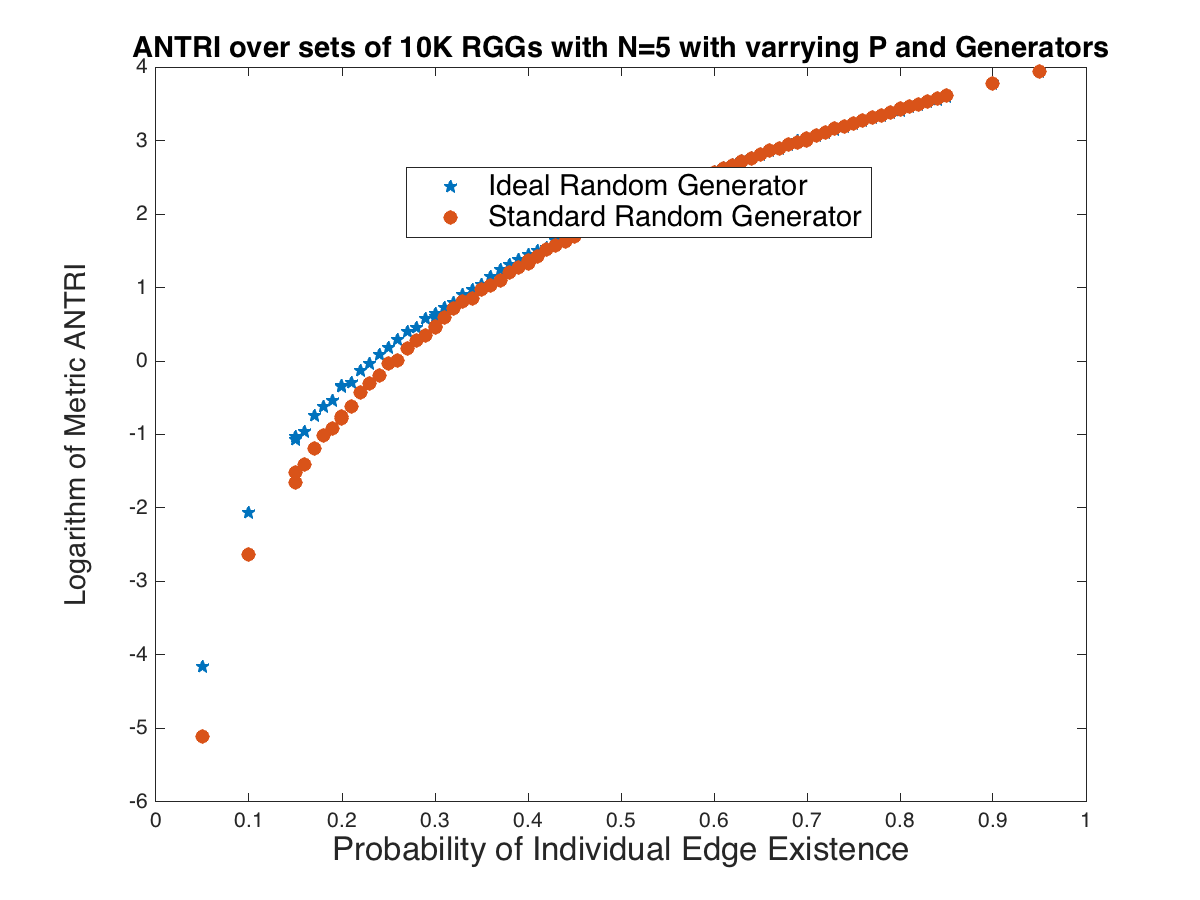 ANTRI over sets of 10K RGGs with N=5 with varrying P and Generators
4
3
2
1
0
-1
-2
-3
-4
-5
-6
Logarithm of Metric ANTRI
Ideal Random Generator
Standard Random Generator
0 0.1 0.2 0.3 0.4 0.5 0.6 0.7 0.8 0.9 1
Probability of Individual Edge Existence